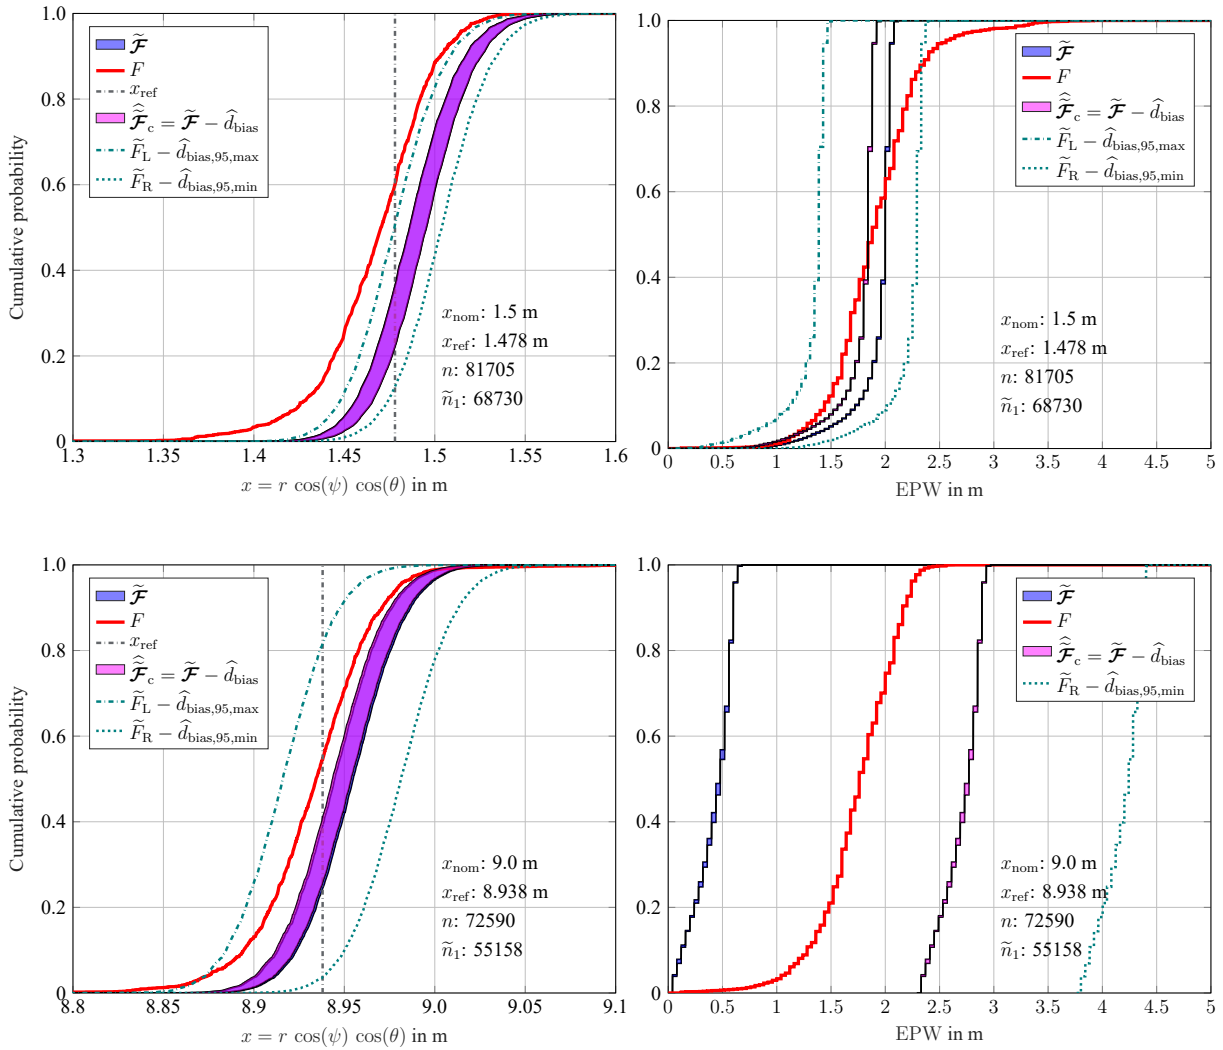 Cumulative probability
1.0
0.8
0.6
0.4
0.2
0
1.3 1.4 1.45 1.5 1.55 1.6
x = r cos(ψ) cos(θ) in m
𝓕̃
F
x_ref
𝓕̃̂_c = 𝓕̃ − d̂_bias
F̃_L − d̂_bias,95,max
F̃_R − d̂_bias,95,min
x_nom: 1.5 m
x_ref: 1.478 m
n: 81705
ñ_1: 68730
1.0
0.8
0.6
0.4
0.2
0
0 0.5 1 1.5 2 2.5 3 3.5 4 4.5 5
EPW in m
𝓕̃
F
𝓕̃̂_c = 𝓕̃ − d̂_bias
F̃_L − d̂_bias,95,max
F̃_R − d̂_bias,95,min
x_nom: 1.5 m
x_ref: 1.478 m
n: 81705
ñ_1: 68730
Cumulative probability
1.0
0.8
0.6
0.4
0.2
0
8.8 8.85 8.9 8.95 9.0 9.05 9.1
x = r cos(ψ) cos(θ) in m
𝓕̃
F
x_ref
𝓕̃̂_c = 𝓕̃ − d̂_bias
F̃_L − d̂_bias,95,max
F̃_R − d̂_bias,95,min
x_nom: 9.0 m
x_ref: 8.938 m
n: 72590
ñ_1: 55158
1.0
0.8
0.6
0.4
0.2
0
0 0.5 1 1.5 2 2.5 3 3.5 4 4.5 5
EPW in m
𝓕̃
F
𝓕̃̂_c = 𝓕̃ − d̂_bias
F̃_R − d̂_bias,95,min
x_nom: 9.0 m
x_ref: 8.938 m
n: 72590
ñ_1: 55158